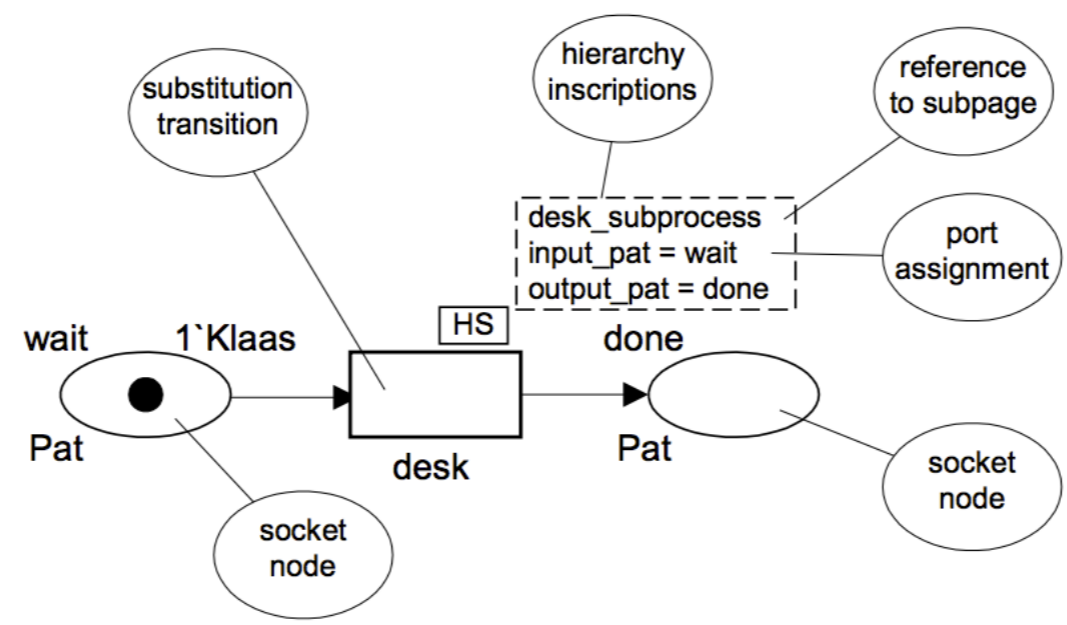 substitution
transition
hierarchy
inscriptions
reference
to subpage
desk_subprocess
input_pat = wait
output_pat = done
port
assignment
HS
wait
1`Klaas
done
Pat
desk
Pat
socket
node
socket
node